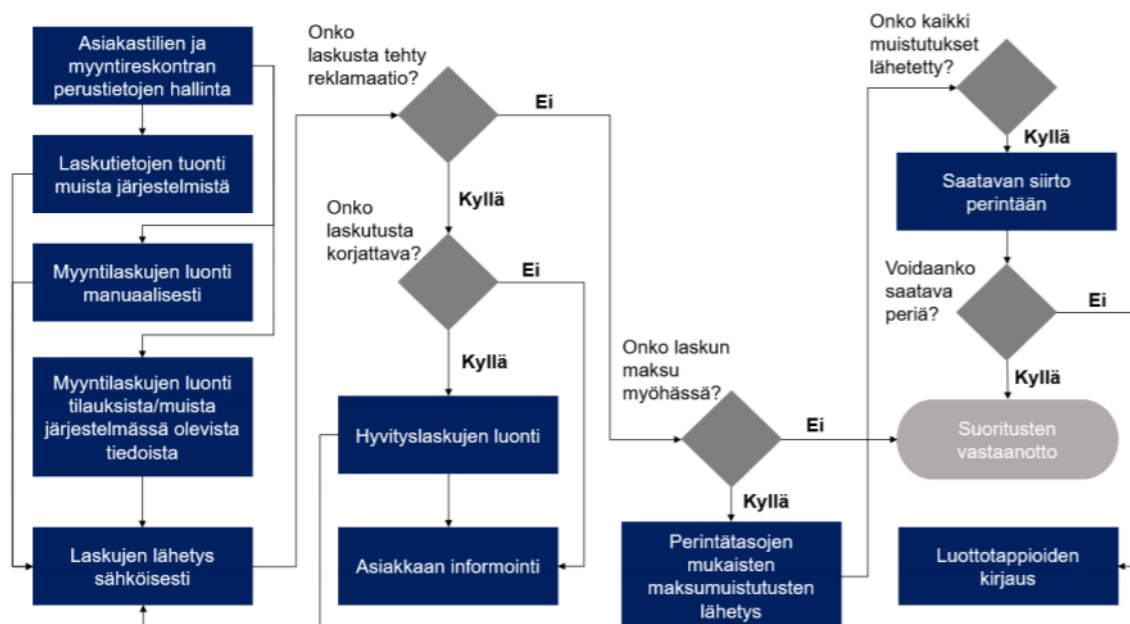 Asiakastilien ja
myyntireskontran
perustietojen hallinta
Laskutietojen tuonti
muista järjestelmistä
Myyntilaskujen luonti
manuaalisesti
Myyntilaskujen luonti
tilauksista/muista
järjestelmässä olevista
tiedoista
Laskujen lähetys
sähköisesti
Onko
laskusta tehty
reklamaatio?
Ei
Kyllä
Onko
laskutusta
korjattava?
Ei
Kyllä
Hyvityslaskujen luonti
Asiakkaan informointi
Onko laskun
maksu
myöhässä?
Ei
Kyllä
Perintätasojen
mukaisten
maksumuistutusten
lähetys
Onko kaikki
muistutukset
lähetetty?
Kyllä
Saatavan siirto
perintään
Voidaanko
saatava
periä?
Ei
Kyllä
Suoritusten
vastaanotto
Luottotappioiden
kirjaus